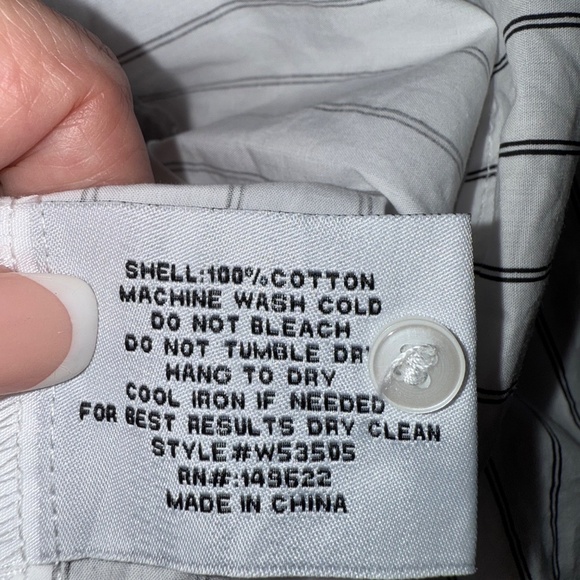 SHELL:100%COTTON
MACHINE WASH COLD
DO NOT BLEACH
DO NOT TUMBLE DR
HANG TO DRY
COOL IRON IF NEEDED
FOR BEST RESULTS DRY CLEAN
STYLE#W53505
RN#:149622
MADE IN CHINA